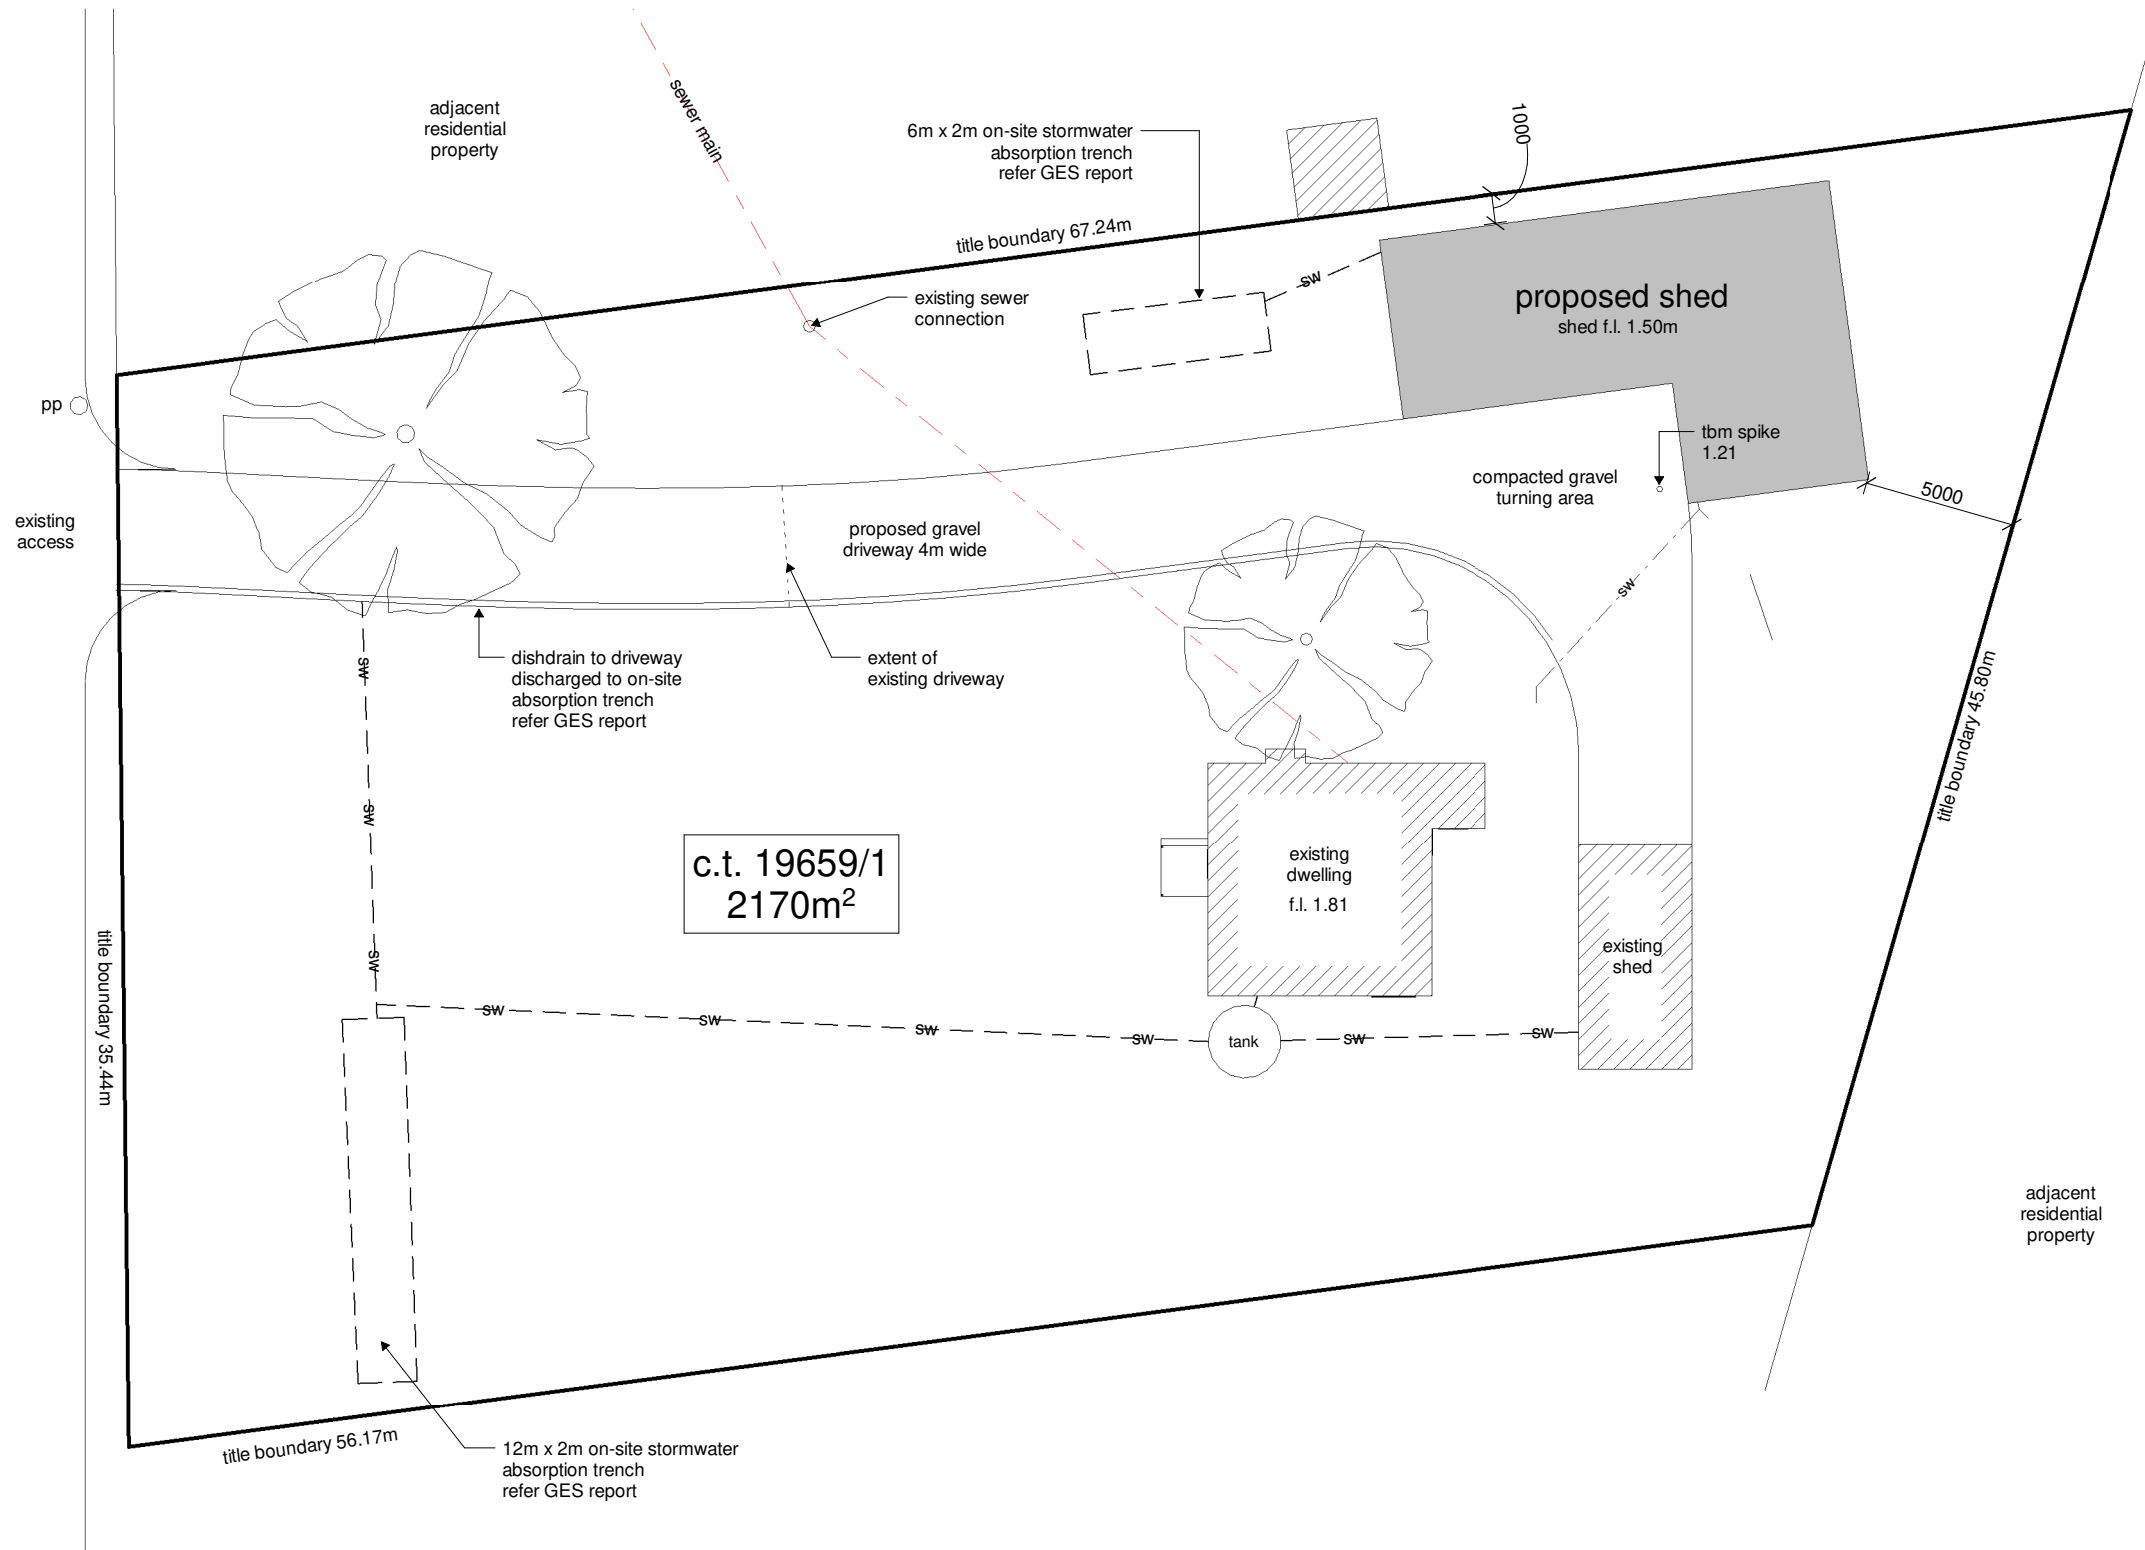 adjacent
residential
property
sewer main
6m x 2m on-site stormwater
absorption trench
refer GES report
1000
title boundary 67.24m
existing sewer
connection
sw
proposed shed
shed f.l. 1.50m
pp
tbm spike
1.21
compacted gravel
turning area
5000
existing
access
proposed gravel
driveway 4m wide
sw
dishdrain to driveway
discharged to on-site
absorption trench
refer GES report
extent of
existing driveway
sw
title boundary 45.80m
sw
c.t. 19659/1
2170m²
existing
dwelling
f.l. 1.81
existing
shed
sw
title boundary 35.44m
sw
sw
sw
sw
tank
sw
sw
adjacent
residential
property
title boundary 56.17m
12m x 2m on-site stormwater
absorption trench
refer GES report